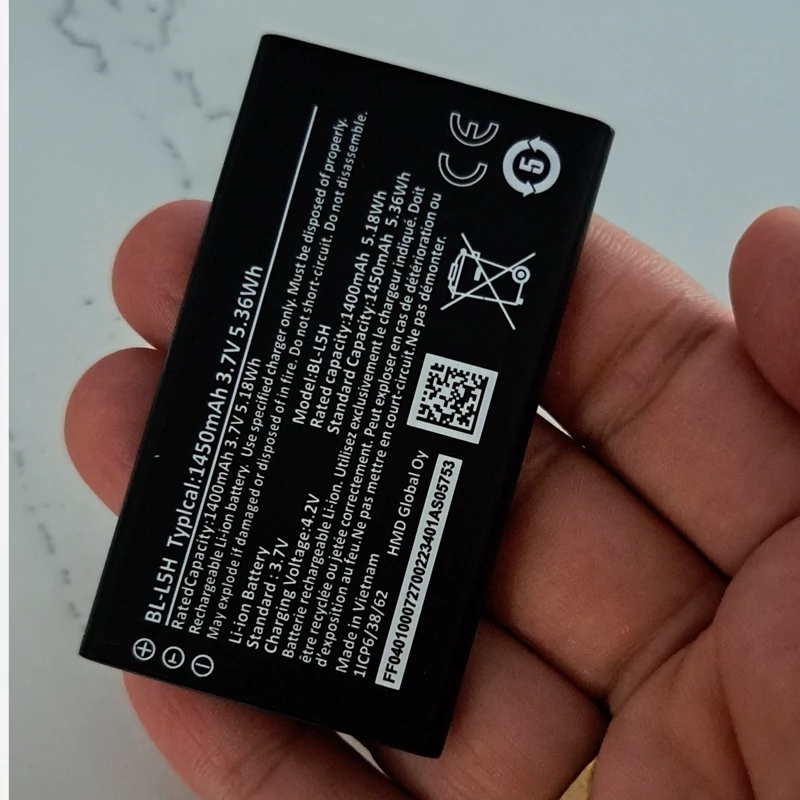 BL-L5H TypIcal:1450mAh 3.7V 5.36Wh
RatedCapacity:1400mAh 3.7V 5.18Wh
Rechargeable Li-ion battery. Use specified charger only. Must be disposed of properly.
May explode if damaged or disposed of in fire. Do not short-circuit. Do not disassemble.
Li-ion Battery
Standard :3.7V
Charging Voltage:4.2V
Model:BL-L5H
Rated capacity:1400mAh 5.18Wh
Standard Capacity:1450mAh 5.36Wh
Batterie rechargeable Li-ion. Utilisez exclusivement le chargeur indiqué. Doit
être recyclée ou jetée correctement. Peut exploser en cas de détérioration ou
d'exposition au feu.Ne pas mettre en court-circuit.Ne pas démonter.
Made in Vietnam
1ICP6/38/62
HMD Global Oy
FF040100072700223401AS05753
CE
5